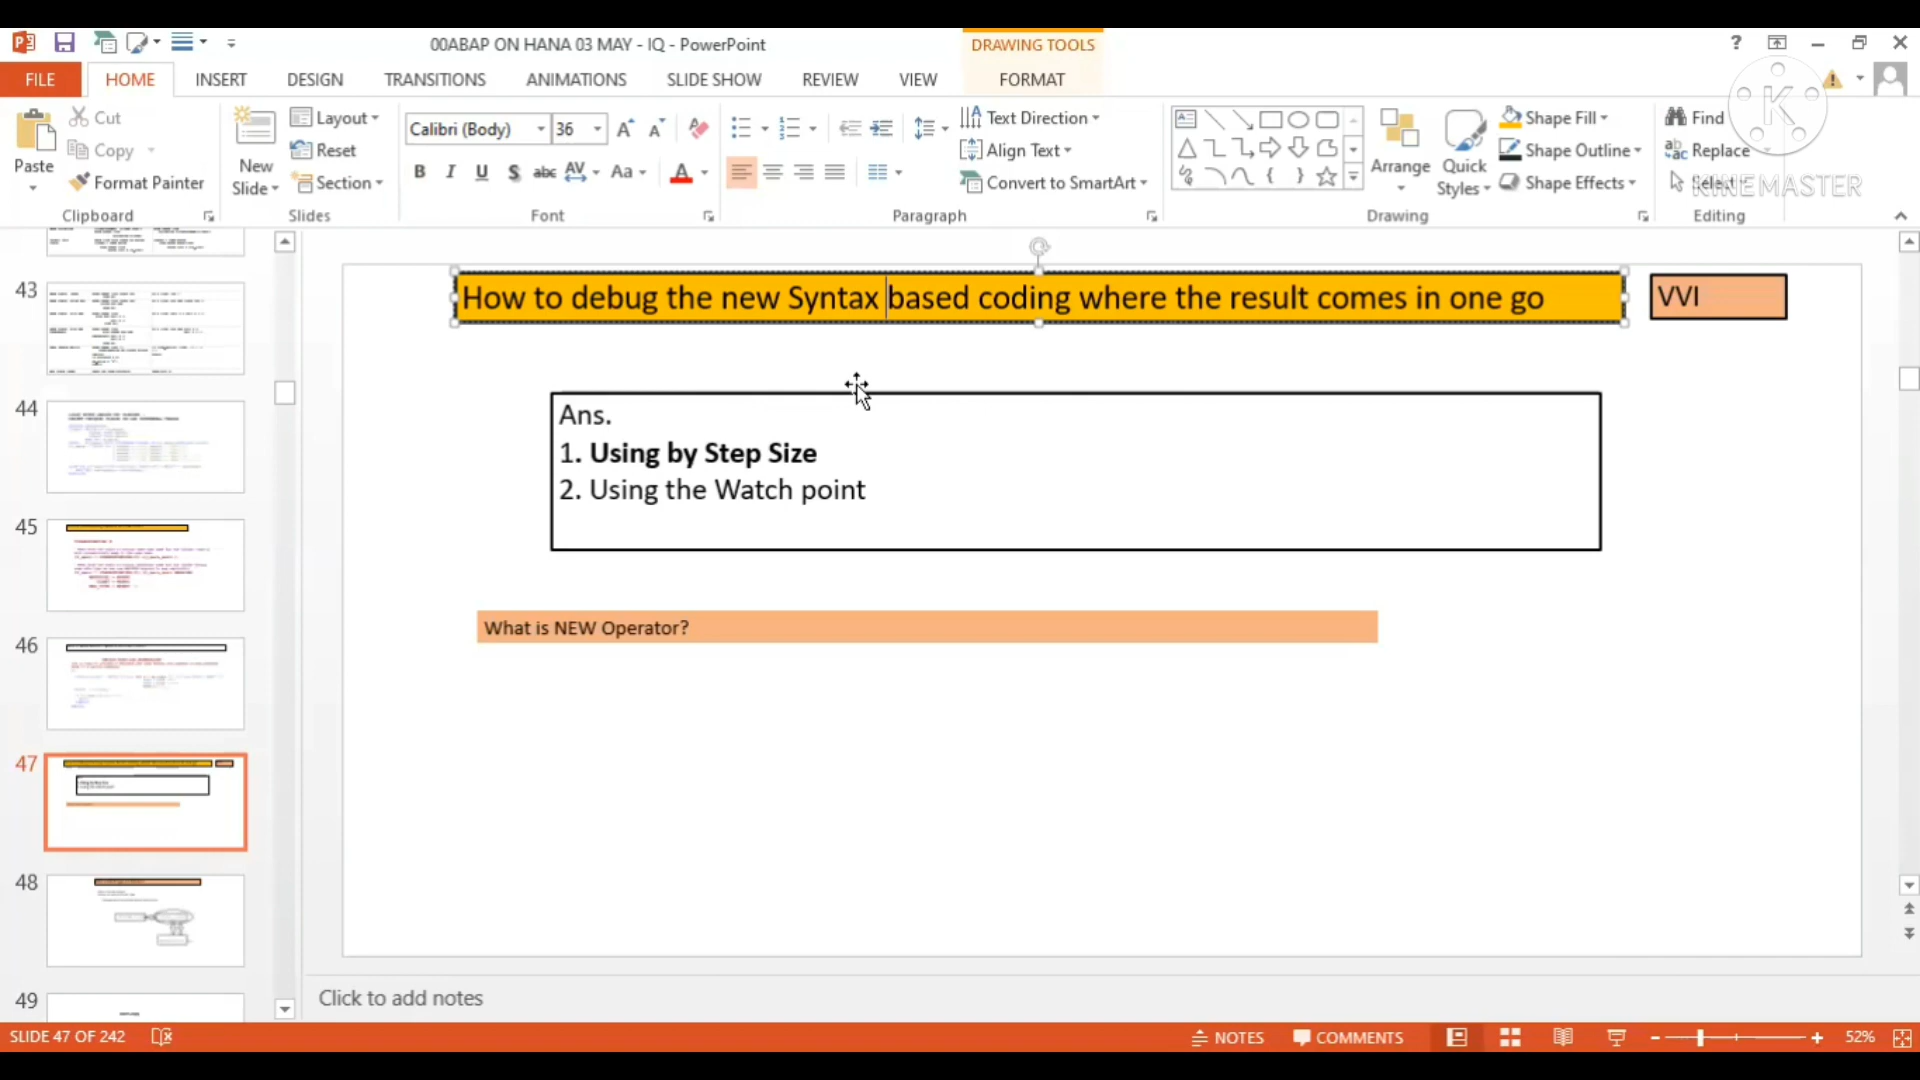 00ABAP ON HANA 03 MAY - IQ - PowerPoint
DRAWING TOOLS
?
FILE HOME INSERT DESIGN TRANSITIONS ANIMATIONS SLIDE SHOW REVIEW VIEW FORMAT
Paste
Cut
Copy
Format Painter
Clipboard
New
Slide
Layout
Reset
Section
Slides
Calibri (Body) 36
B I U S abc AV Aa A
Font
Text Direction
Align Text
Convert to SmartArt
Paragraph
Arrange
Quick
Styles
Shape Fill
Shape Outline
Shape Effects
Drawing
Find
Replace
Select
Editing
K
KINEMASTER
43
44
45
46
47
48
49
How to debug the new Syntax based coding where the result comes in one go
VVI
Ans.
1. Using by Step Size
2. Using the Watch point
What is NEW Operator?
Click to add notes
SLIDE 47 OF 242
NOTES
COMMENTS
52%